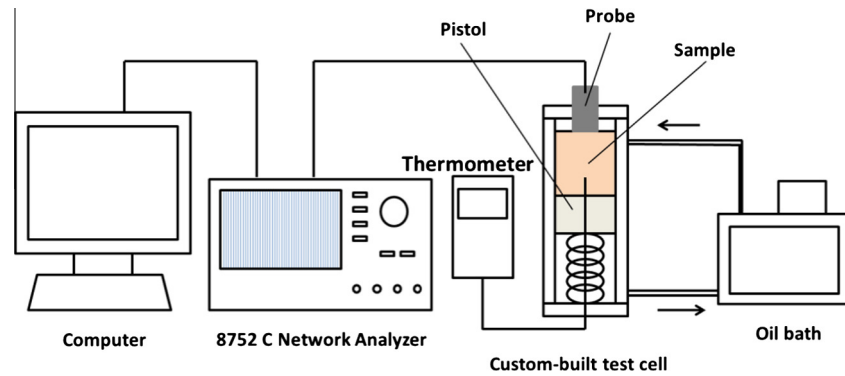 Probe
Pistol
Sample
Thermometer
Computer
8752 C Network Analyzer
Oil bath
Custom-built test cell